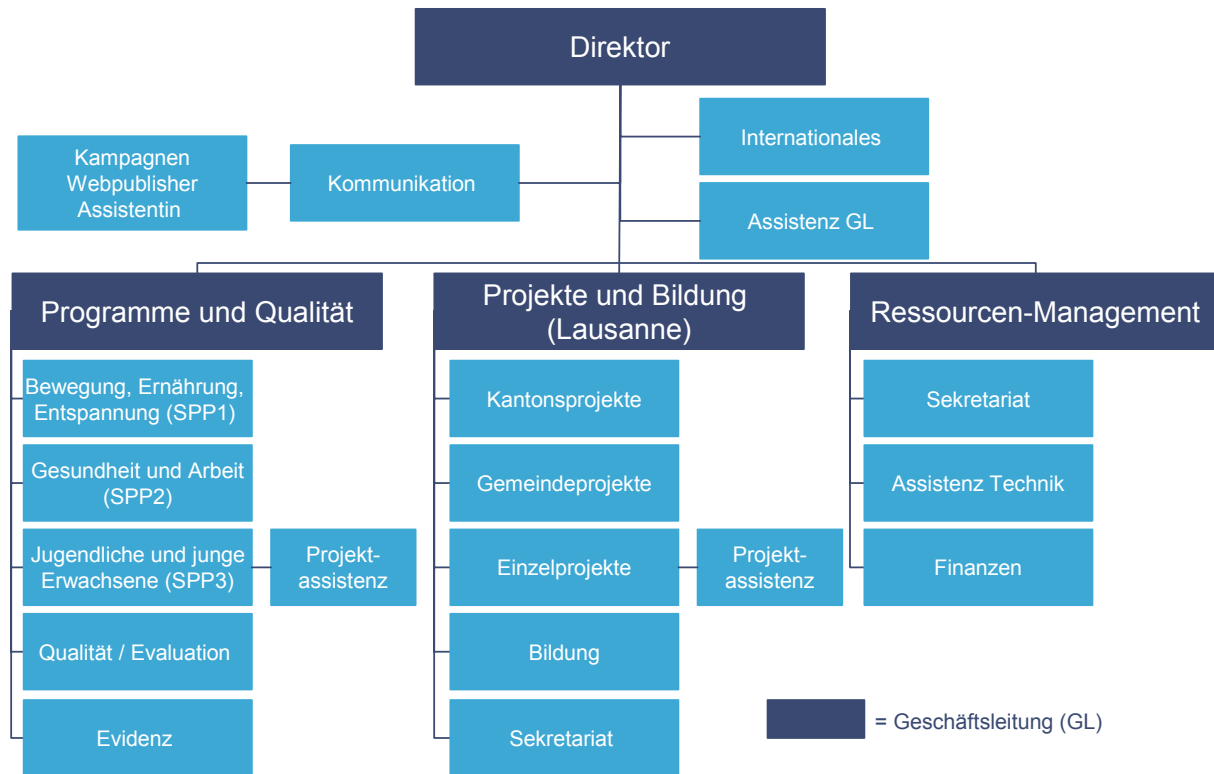 Direktor
Kampagnen
Webpublisher
Assistentin
Kommunikation
Internationales
Assistenz GL
Programme und Qualität
Bewegung, Ernährung,
Entspannung (SPP1)
Gesundheit und Arbeit
(SPP2)
Jugendliche und junge
Erwachsene (SPP3)
Projekt-
assistenz
Qualität / Evaluation
Evidenz
Projekte und Bildung
(Lausanne)
Kantonsprojekte
Gemeindeprojekte
Einzelprojekte
Projekt-
assistenz
Bildung
Sekretariat
Ressourcen-Management
Sekretariat
Assistenz Technik
Finanzen
= Geschäftsleitung (GL)